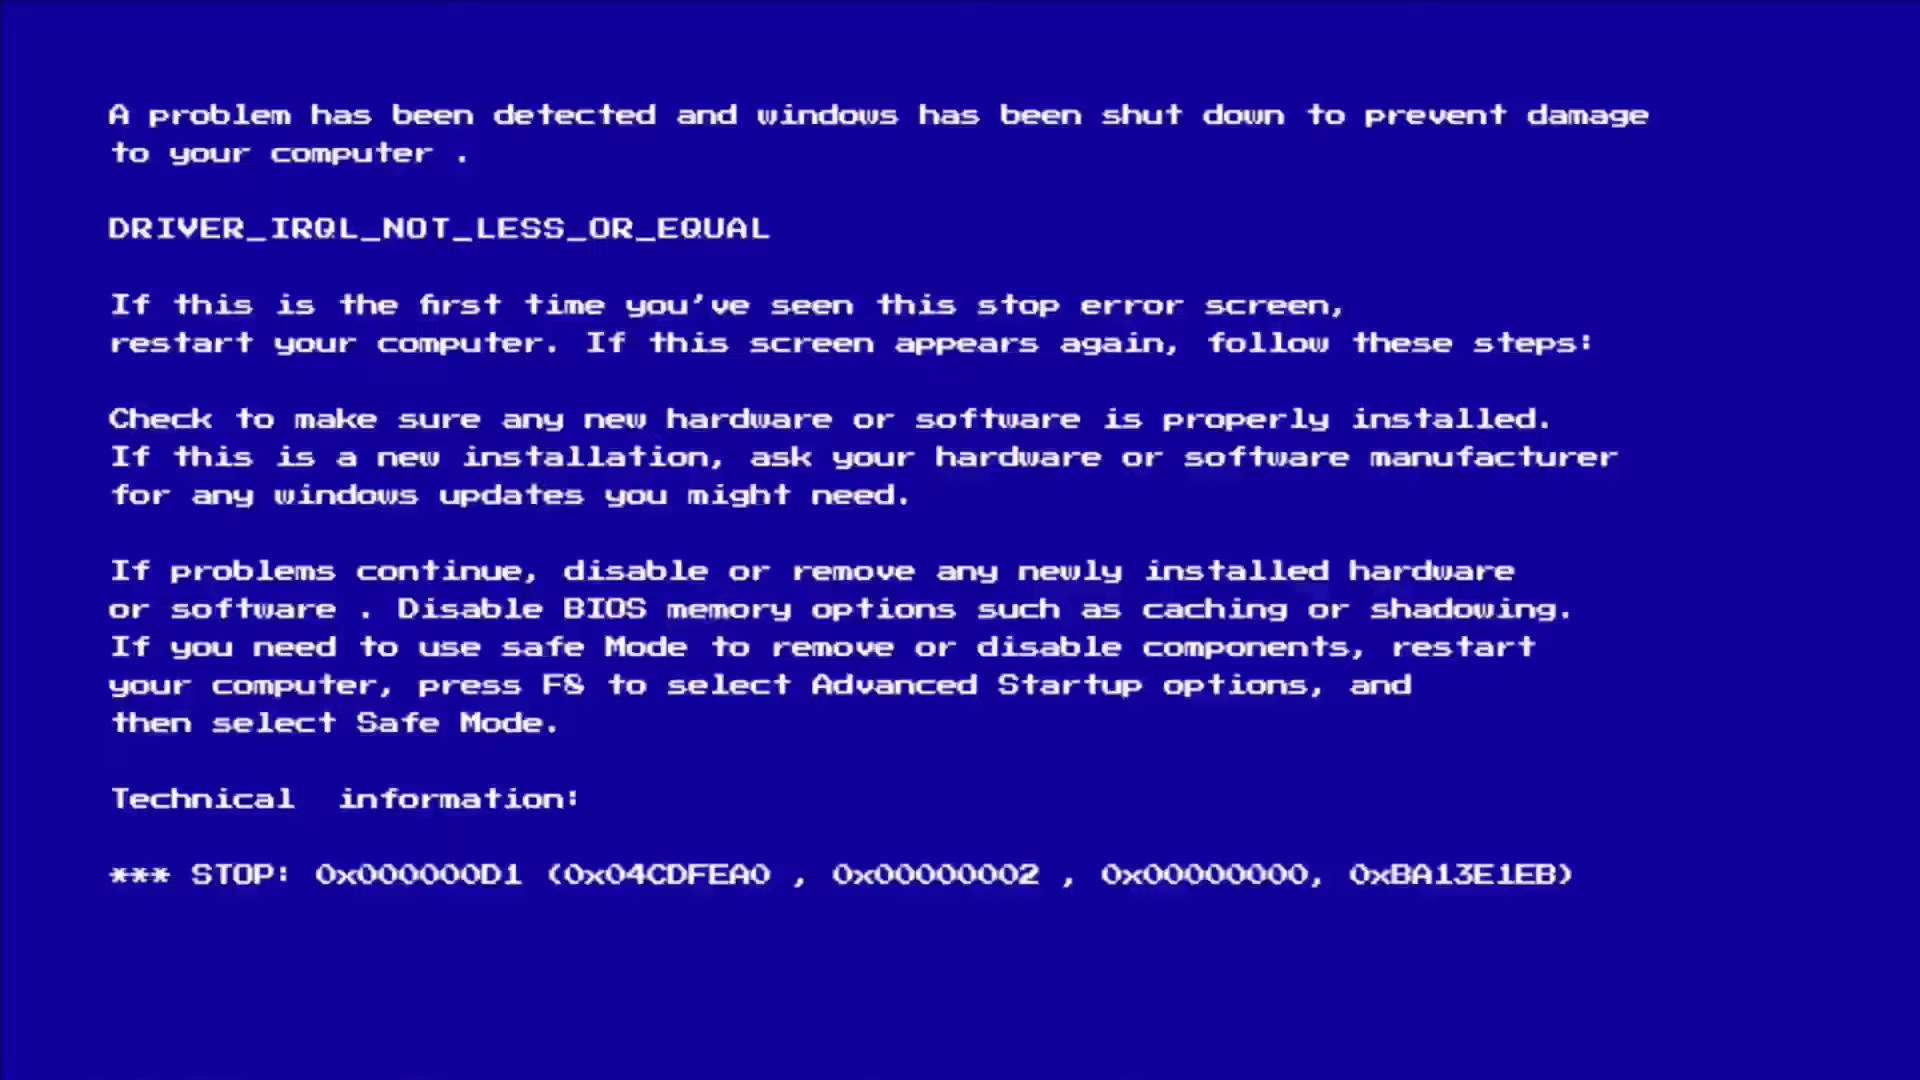 A problem has been detected and windows has been shut down to prevent damage
to your computer .
DRIVER_IRQL_NOT_LESS_OR_EQUAL
If this is the first time you've seen this stop error screen,
restart your computer. If this screen appears again, follow these steps:
Check to make sure any new hardware or software is properly installed.
If this is a new installation, ask your hardware or software manufacturer
for any windows updates you might need.
If problems continue, disable or remove any newly installed hardware
or software . Disable BIOS memory options such as caching or shadowing.
If you need to use safe Mode to remove or disable components, restart
your computer, press F& to select Advanced Startup options, and
then select Safe Mode.
Technical information:
*** STOP: 0x000000D1 (0x04CDFEA0 , 0x00000002 , 0x00000000, 0xBA13E1EB)